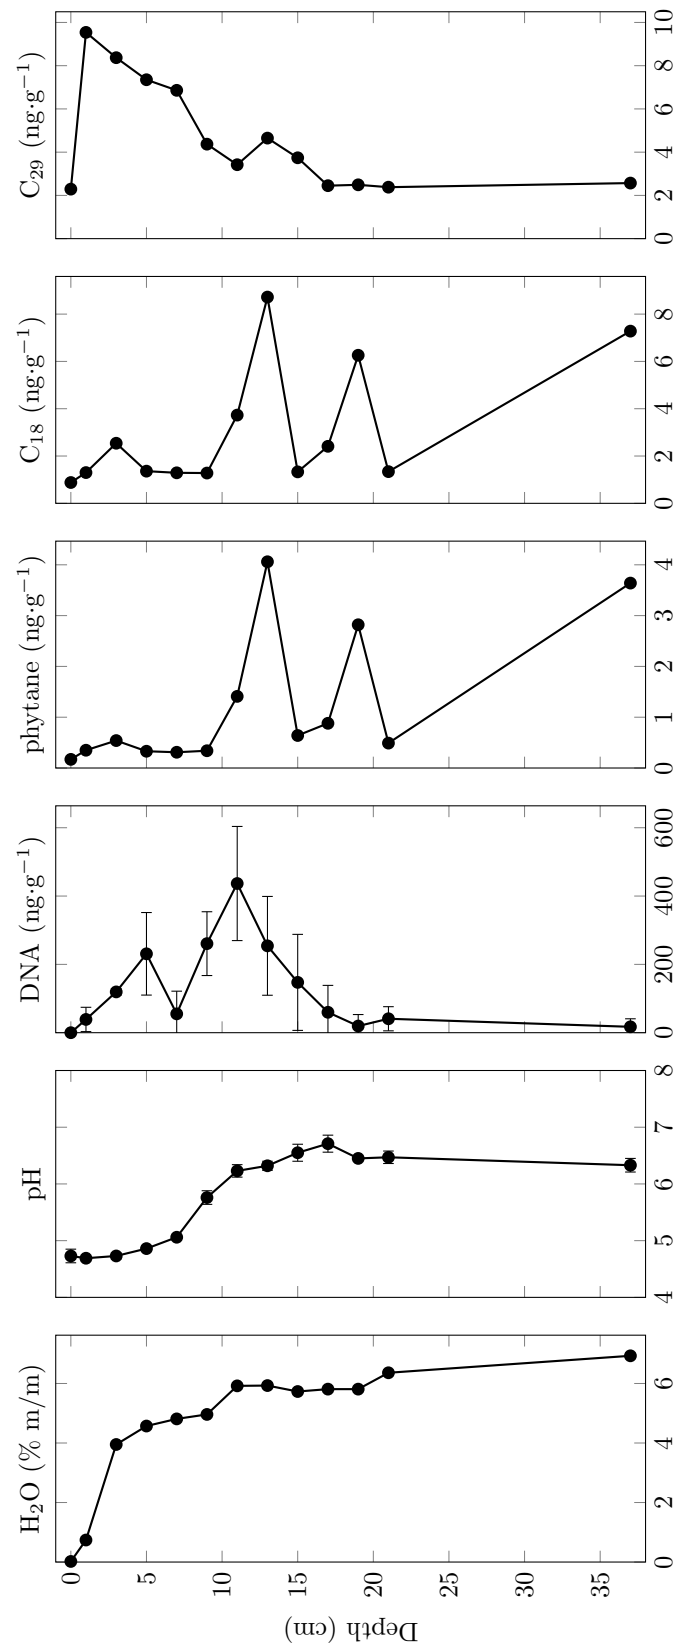 H₂O (% m/m)
pH
DNA (ng·g⁻¹)
phytane (ng·g⁻¹)
C₁₈ (ng·g⁻¹)
C₂₉ (ng·g⁻¹)
Depth (cm)
0
5
10
15
20
25
30
35
0 2 4 6
4 5 6 7 8
0 200 400 600
0 1 2 3 4
0 2 4 6 8
0 2 4 6 8 10